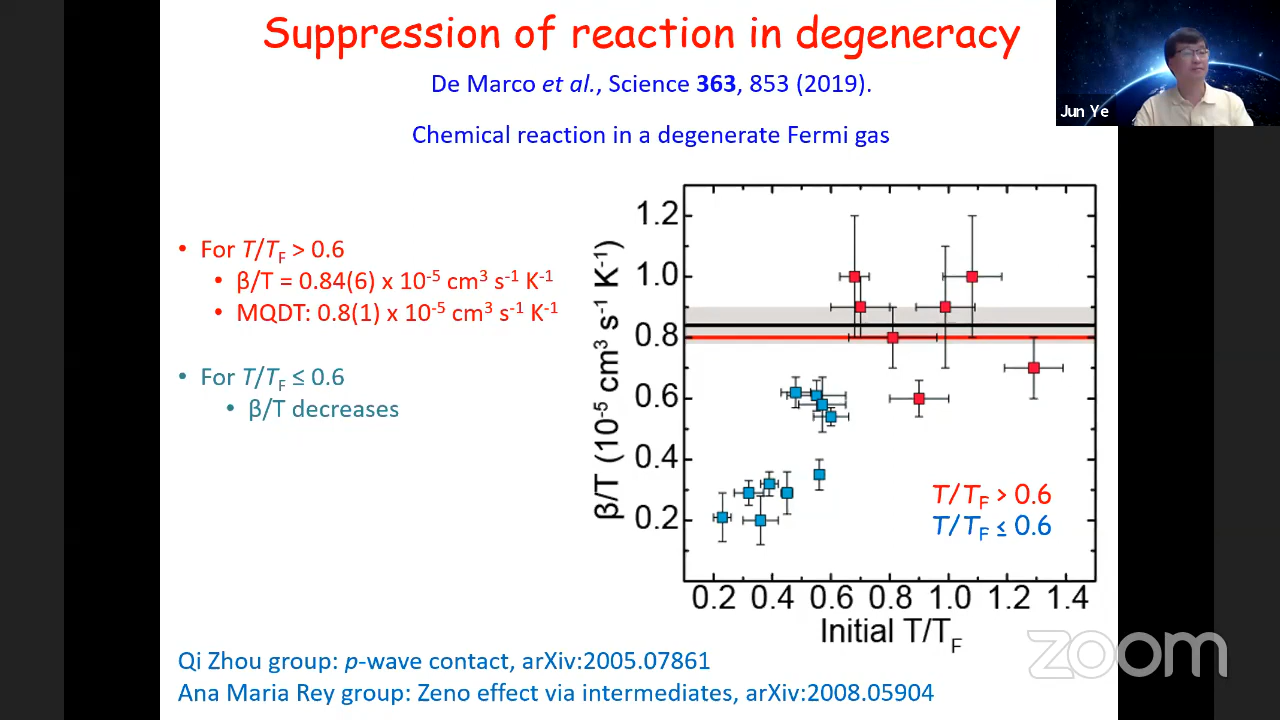 Suppression of reaction in degeneracy
De Marco et al., Science 363, 853 (2019).
Chemical reaction in a degenerate Fermi gas
Jun Ye
• For T/T_F > 0.6
• β/T = 0.84(6) x 10⁻⁵ cm³ s⁻¹ K⁻¹
• MQDT: 0.8(1) x 10⁻⁵ cm³ s⁻¹ K⁻¹
• For T/T_F ≤ 0.6
• β/T decreases
β/T (10⁻⁵ cm³ s⁻¹ K⁻¹)
1.2
1.0
0.8
0.6
0.4
0.2
T/T_F > 0.6
T/T_F ≤ 0.6
0.2 0.4 0.6 0.8 1.0 1.2 1.4
Initial T/T_F
zoom
Qi Zhou group: p-wave contact, arXiv:2005.07861
Ana Maria Rey group: Zeno effect via intermediates, arXiv:2008.05904